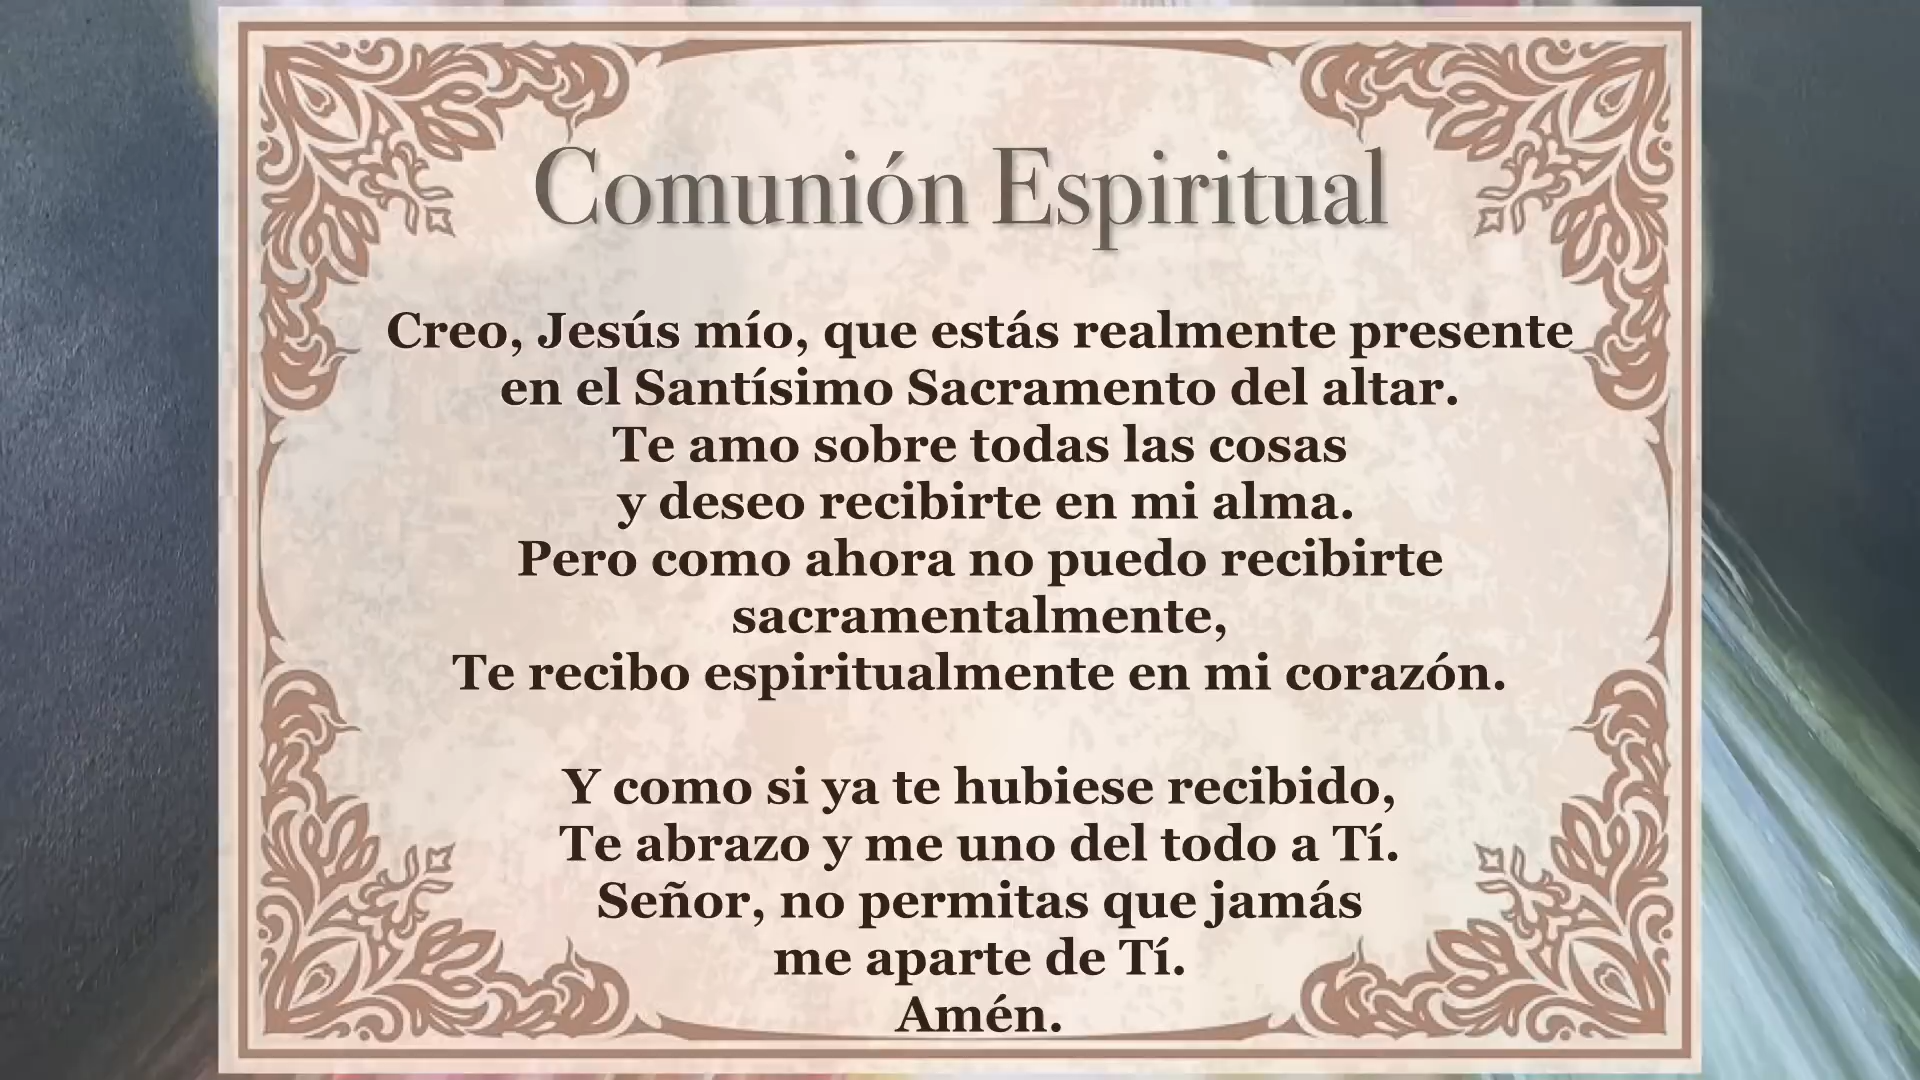 Comunión Espiritual
Creo, Jesús mío, que estás realmente presente
en el Santísimo Sacramento del altar.
Te amo sobre todas las cosas
y deseo recibirte en mi alma.
Pero como ahora no puedo recibirte
sacramentalmente,
Te recibo espiritualmente en mi corazón.
Y como si ya te hubiese recibido,
Te abrazo y me uno del todo a Tí.
Señor, no permitas que jamás
me aparte de Tí.
Amén.